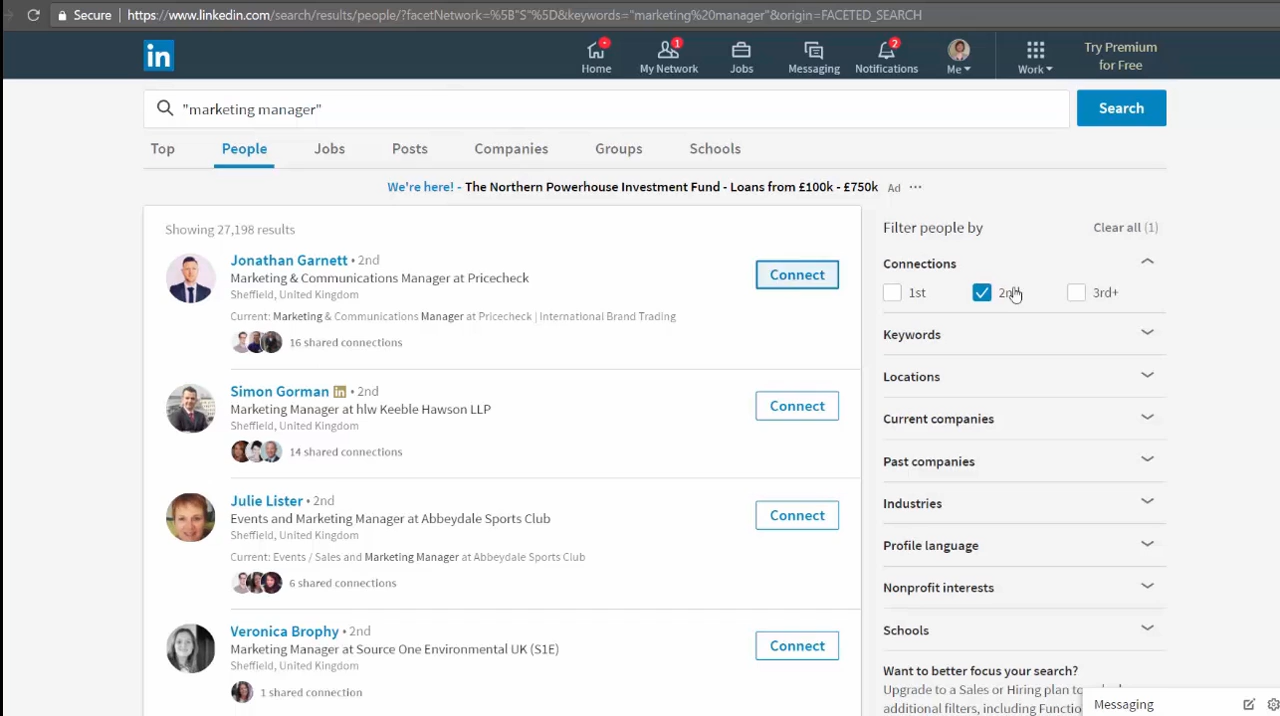 Secure https://www.linkedin.com/search/results/people/?facetNetwork=%5B"S"%5D&keywords="marketing%20manager"&origin=FACETED_SEARCH
in
Home
1 My Network
Jobs
Messaging
2 Notifications
Me
Work
Try Premium
for Free
"marketing manager"
Search
Top People Jobs Posts Companies Groups Schools
We're here! - The Northern Powerhouse Investment Fund - Loans from £100k - £750k Ad ...
Showing 27,198 results
Jonathan Garnett • 2nd
Connect
Marketing & Communications Manager at Pricecheck
Sheffield, United Kingdom
Current: Marketing & Communications Manager at Pricecheck | International Brand Trading
16 shared connections
Simon Gorman in • 2nd
Connect
Marketing Manager at hlw Keeble Hawson LLP
Sheffield, United Kingdom
14 shared connections
Julie Lister • 2nd
Connect
Events and Marketing Manager at Abbeydale Sports Club
Sheffield, United Kingdom
Current: Events / Sales and Marketing Manager at Abbeydale Sports Club
6 shared connections
Veronica Brophy • 2nd
Connect
Marketing Manager at Source One Environmental UK (S1E)
Sheffield, United Kingdom
1 shared connection
Filter people by Clear all (1)
Connections
1st 2nd 3rd+
Keywords
Locations
Current companies
Past companies
Industries
Profile language
Nonprofit interests
Schools
Want to better focus your search?
Upgrade to a Sales or Hiring plan to
additional filters, including
Messaging